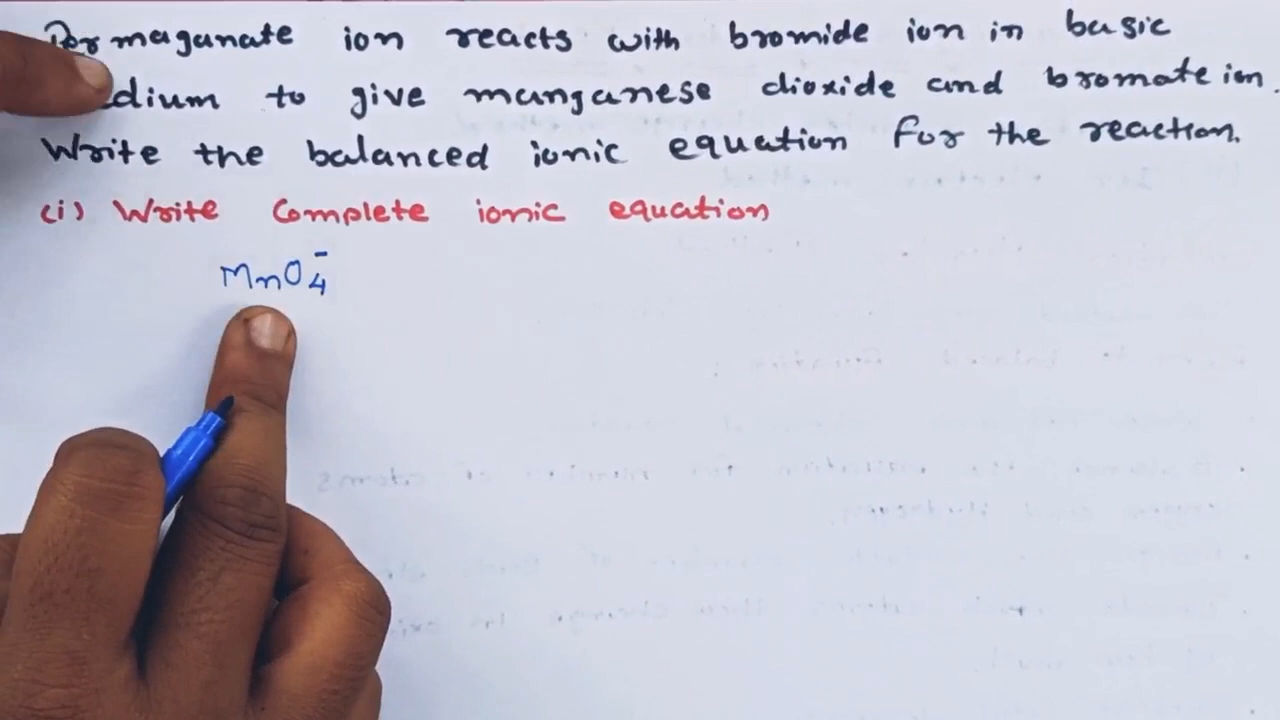 Permaganate ion reacts with bromide ion in basic
dium to give manganese dioxide and bromate ion.
Write the balanced ionic equation for the reaction.
(i) Write Complete ionic equation
MnO₄⁻